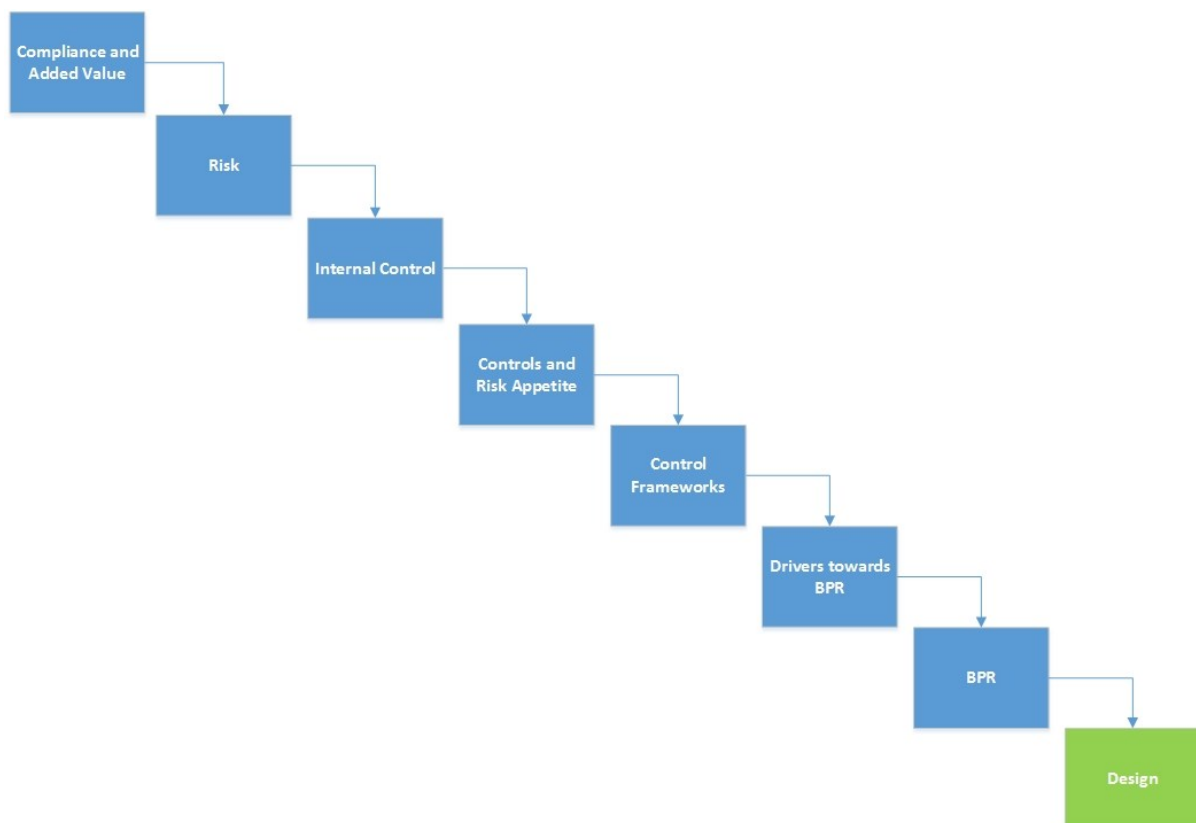 Compliance and
Added Value
Risk
Internal Control
Controls and
Risk Appetite
Control
Frameworks
Drivers towards
BPR
BPR
Design